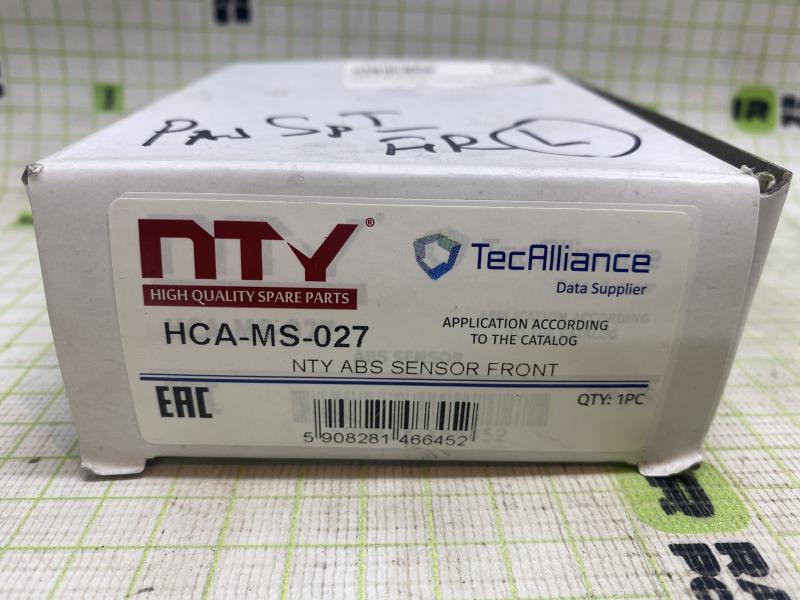 Paj SpT
FR L
NTY®
HIGH QUALITY SPARE PARTS
HCA-MS-027
TecAlliance
Data Supplier
APPLICATION ACCORDING
TO THE CATALOG
NTY ABS SENSOR FRONT
EAC
QTY: 1PC
5 908281 466452